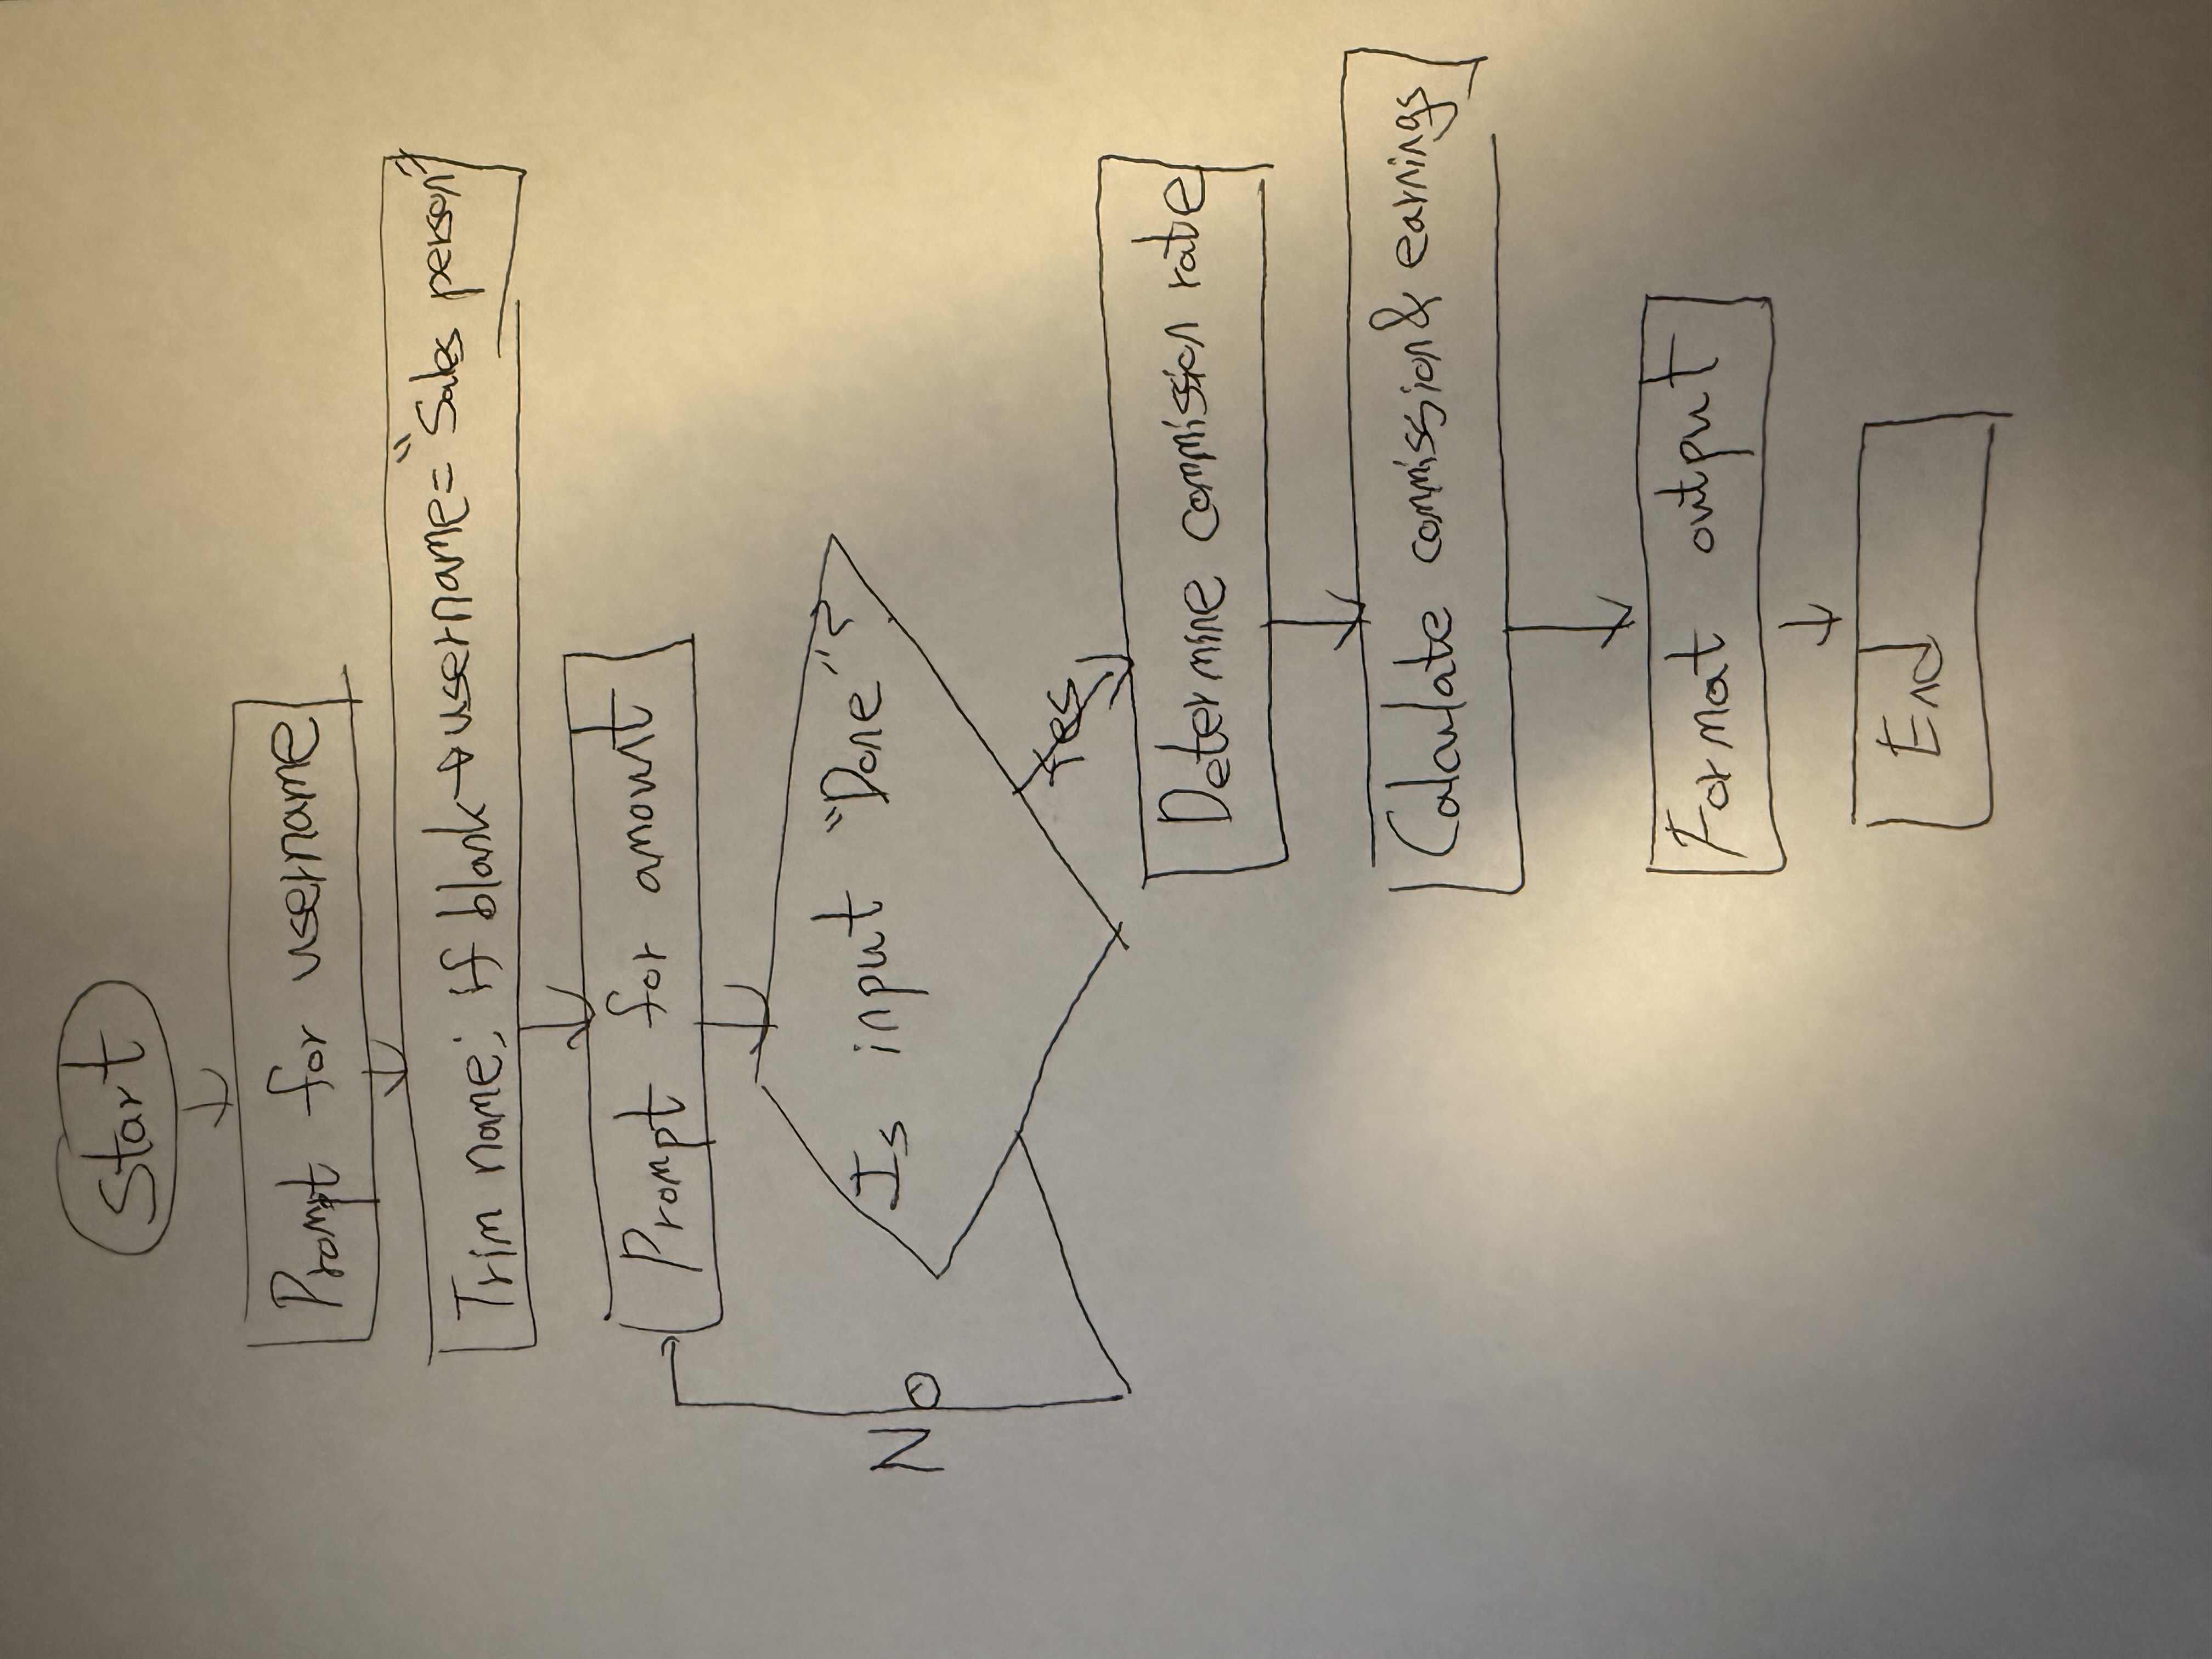 Start
Prompt for username
Trim name; if blank → username = "Sales person"
Prompt for amount
Is input "Done"?
No
Yes
Determine commission rate
Calculate commission & earnings
Format output
End